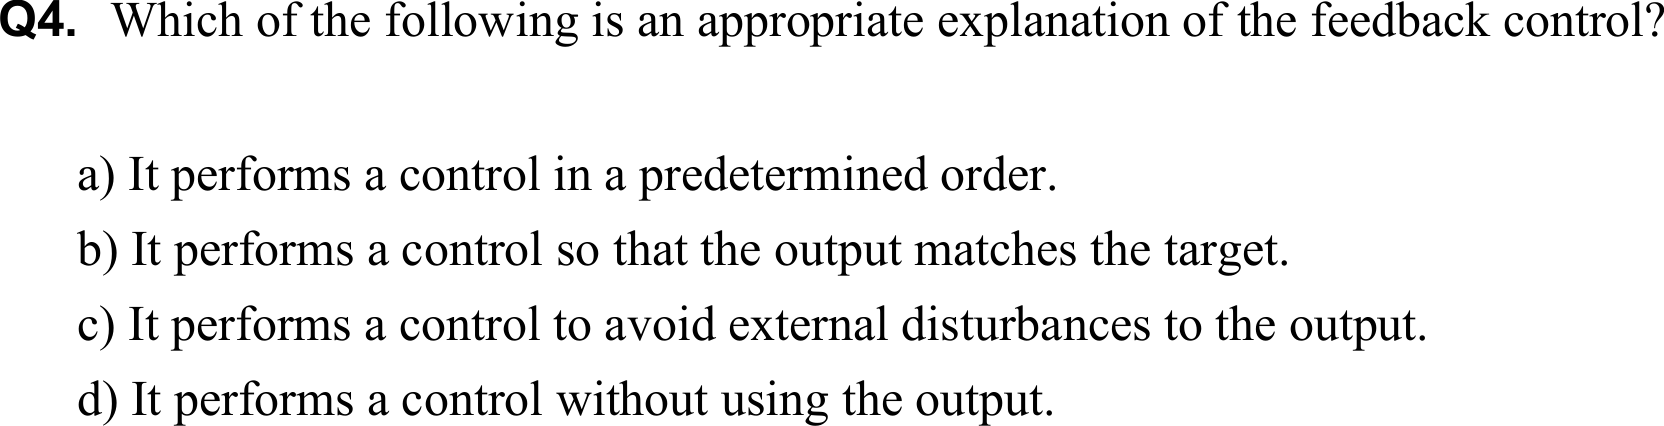 Q4. Which of the following is an appropriate explanation of the feedback control?
a) It performs a control in a predetermined order.
b) It performs a control so that the output matches the target.
c) It performs a control to avoid external disturbances to the output.
d) It performs a control without using the output.